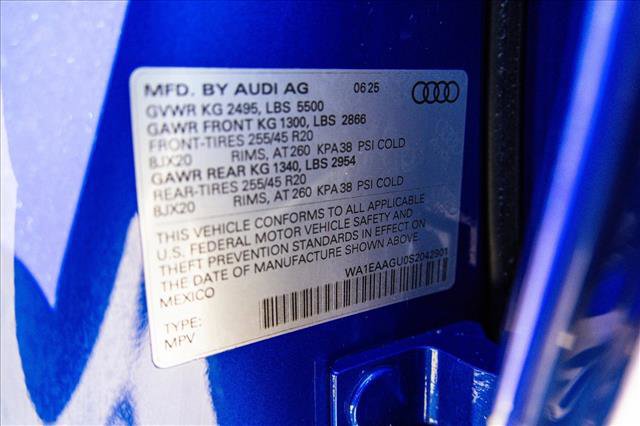 MFD. BY AUDI AG 06 25
GVWR KG 2495, LBS 5500
GAWR FRONT KG 1300, LBS 2866
FRONT-TIRES 255/45 R20
8JX20 RIMS, AT 260 KPA 38 PSI COLD
GAWR REAR KG 1340, LBS 2954
REAR-TIRES 255/45 R20
8JX20 RIMS, AT 260 KPA 38 PSI COLD
THIS VEHICLE CONFORMS TO ALL APPLICABLE
U.S. FEDERAL MOTOR VEHICLE SAFETY AND
THEFT PREVENTION STANDARDS IN EFFECT ON
THE DATE OF MANUFACTURE SHOWN ABOVE.
MEXICO WA1EAAGU0S2042901
TYPE:
MPV